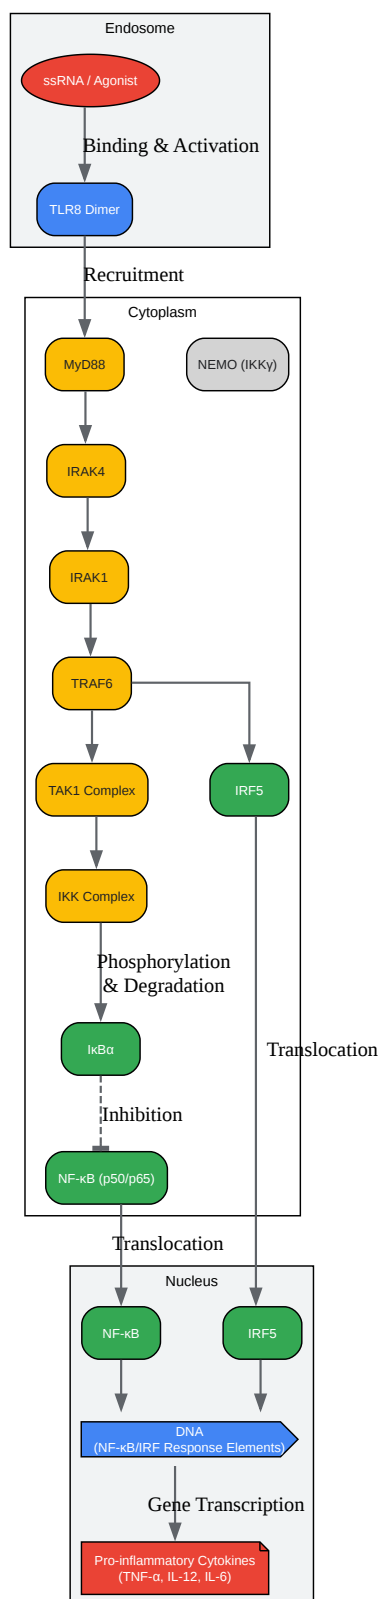 Endosome
ssRNA / Agonist
Binding & Activation
TLR8 Dimer
Recruitment
Cytoplasm
MyD88
NEMO (IKKγ)
IRAK4
IRAK1
TRAF6
TAK1 Complex
IRF5
IKK Complex
Phosphorylation
& Degradation
IκBα
Translocation
Inhibition
NF-κB (p50/p65)
Translocation
Nucleus
NF-κB
IRF5
DNA
(NF-κB/IRF Response Elements)
Gene Transcription
Pro-inflammatory Cytokines
(TNF-α, IL-12, IL-6)